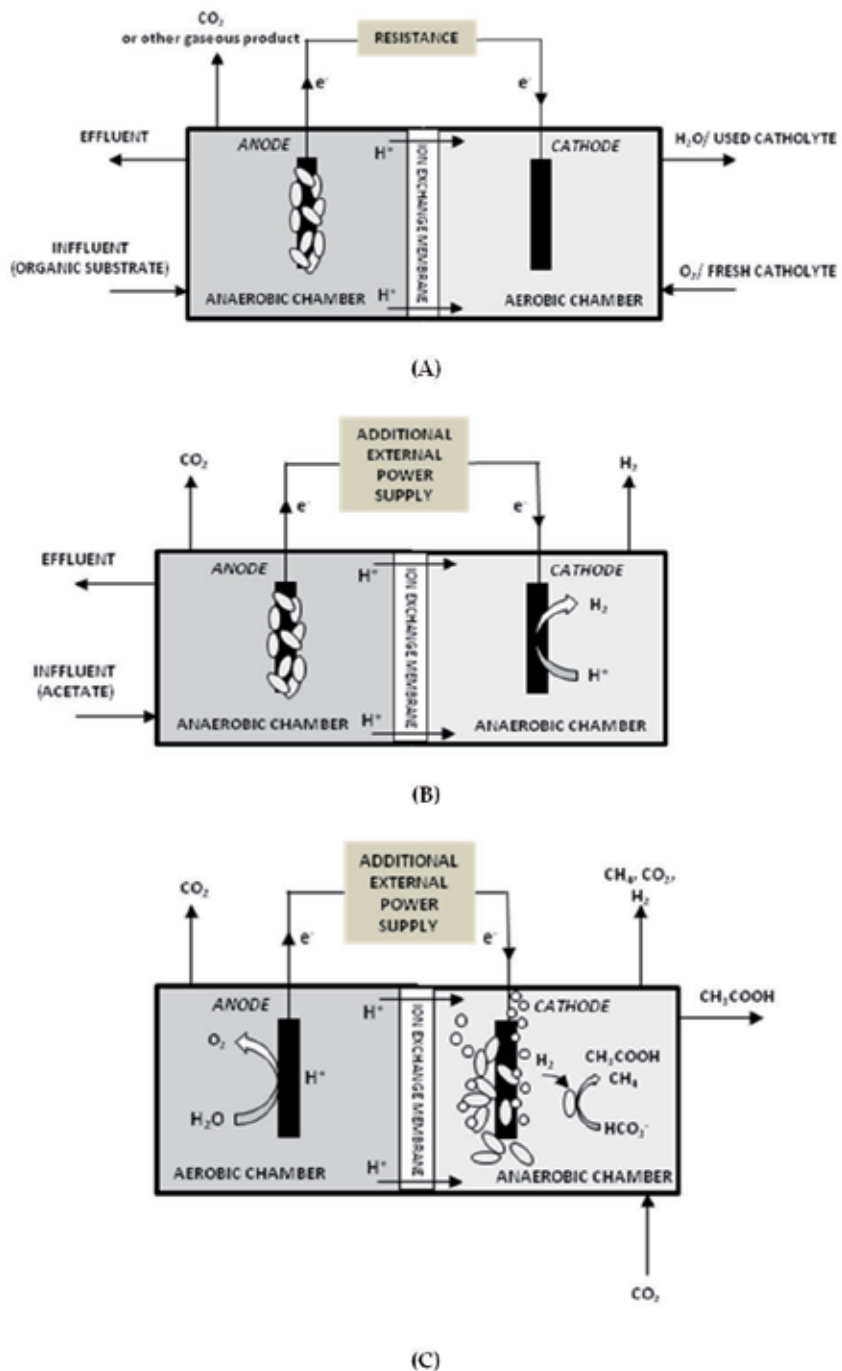 CO₂
or other gaseous product
RESISTANCE
e⁻
e⁻
EFFLUENT
ANODE
H⁺
ION EXCHANGE MEMBRANE
CATHODE
H₂O/ USED CATHOLYTE
INFFLUENT
(ORGANIC SUBSTRATE)
ANAEROBIC CHAMBER
H⁺
AEROBIC CHAMBER
O₂/ FRESH CATHOLYTE
(A)
ADDITIONAL
EXTERNAL
POWER
SUPPLY
CO₂
H₂
e⁻
e⁻
EFFLUENT
ANODE
H⁺
ION EXCHANGE MEMBRANE
CATHODE
H₂
H⁺
INFFLUENT
(ACETATE)
ANAEROBIC CHAMBER
H⁺
ANAEROBIC CHAMBER
(B)
ADDITIONAL
EXTERNAL
POWER
SUPPLY
CO₂
CH₄, CO₂,
H₂
e⁻
e⁻
ANODE
H⁺
ION EXCHANGE MEMBRANE
CATHODE
CH₃COOH
O₂
H⁺
H₂O
H₂
CH₃COOH
CH₄
HCO₃⁻
AEROBIC CHAMBER
H⁺
ANAEROBIC CHAMBER
CO₂
(C)